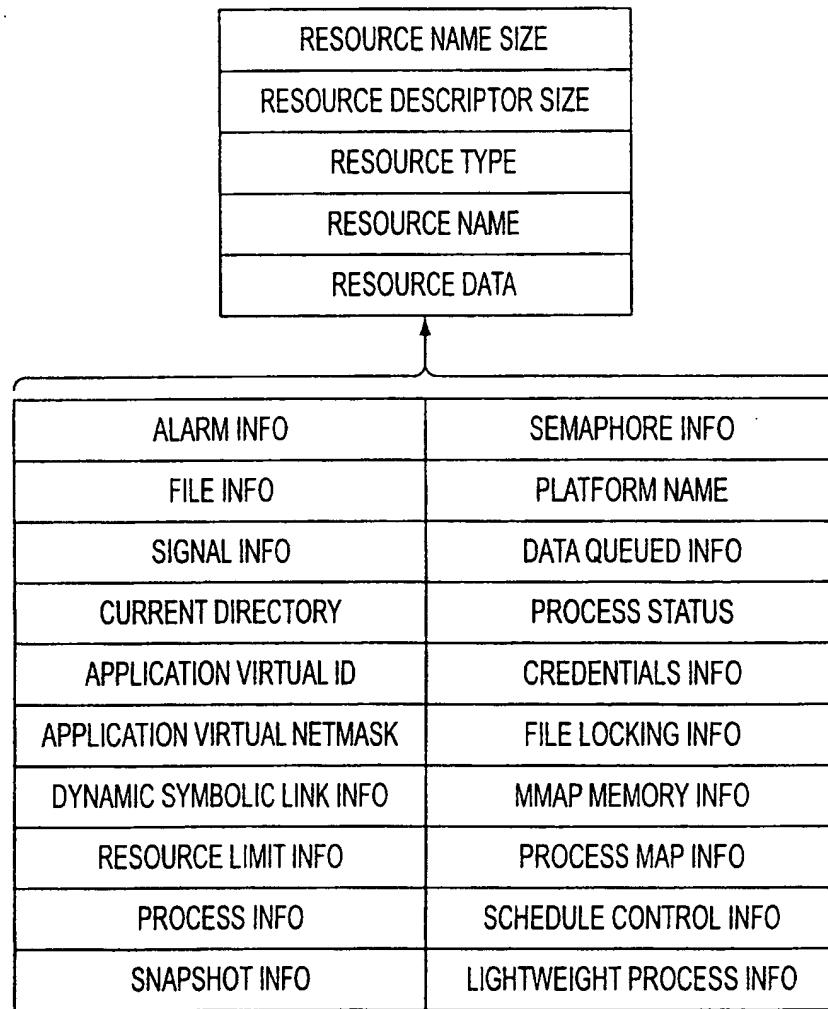 RESOURCE NAME SIZE
RESOURCE DESCRIPTOR SIZE
RESOURCE TYPE
RESOURCE NAME
RESOURCE DATA
ALARM INFO SEMAPHORE INFO
FILE INFO PLATFORM NAME
SIGNAL INFO DATA QUEUED INFO
CURRENT DIRECTORY PROCESS STATUS
APPLICATION VIRTUAL ID CREDENTIALS INFO
APPLICATION VIRTUAL NETMASK FILE LOCKING INFO
DYNAMIC SYMBOLIC LINK INFO MMAP MEMORY INFO
RESOURCE LIMIT INFO PROCESS MAP INFO
PROCESS INFO SCHEDULE CONTROL INFO
SNAPSHOT INFO LIGHTWEIGHT PROCESS INFO